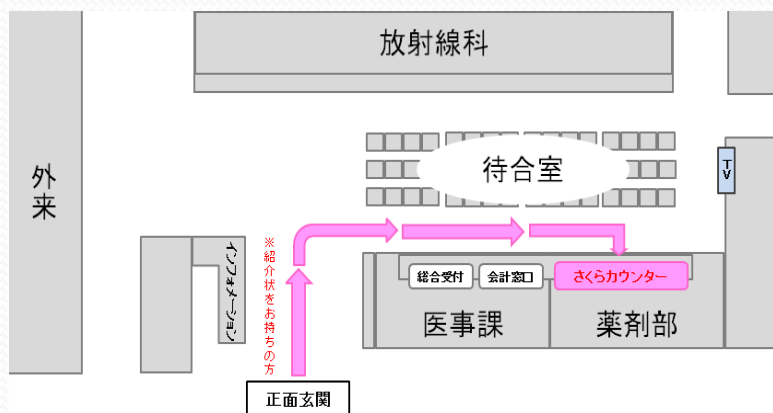 放射線科
外来
待合室
TV
インフォメーション
※紹介状をお持ちの方
総合受付
会計窓口
さくらカウンター
医事課
薬剤部
正面玄関